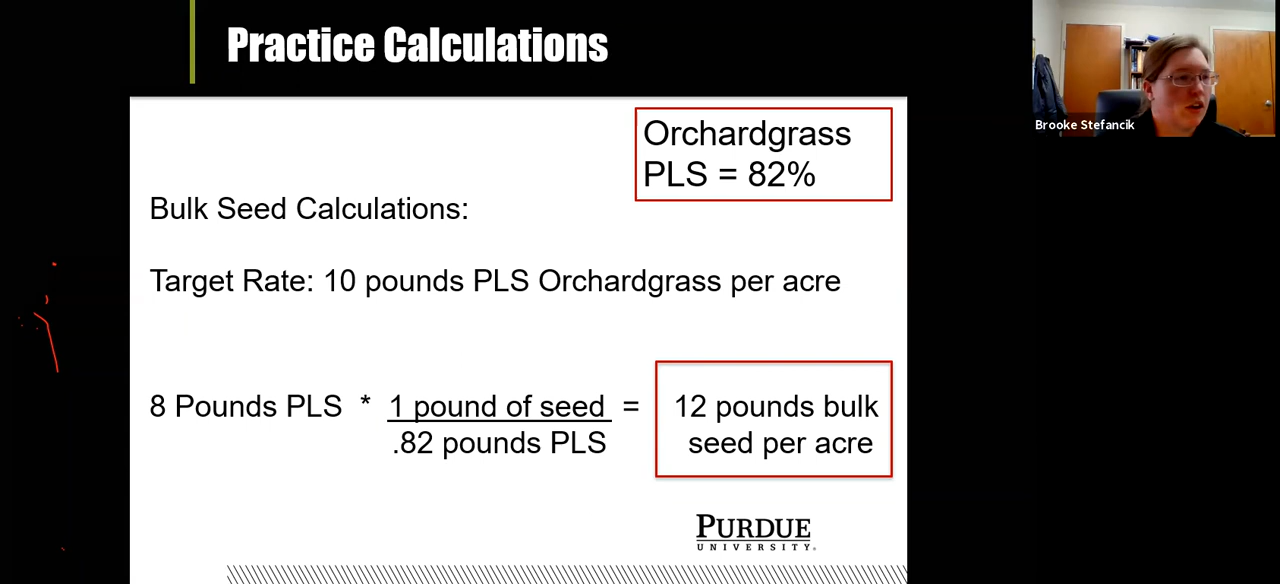 Practice Calculations
Brooke Stefancik
Orchardgrass
PLS = 82%
Bulk Seed Calculations:
Target Rate: 10 pounds PLS Orchardgrass per acre
8 Pounds PLS * 1 pound of seed =
.82 pounds PLS
12 pounds bulk
seed per acre
PURDUE
UNIVERSITY.